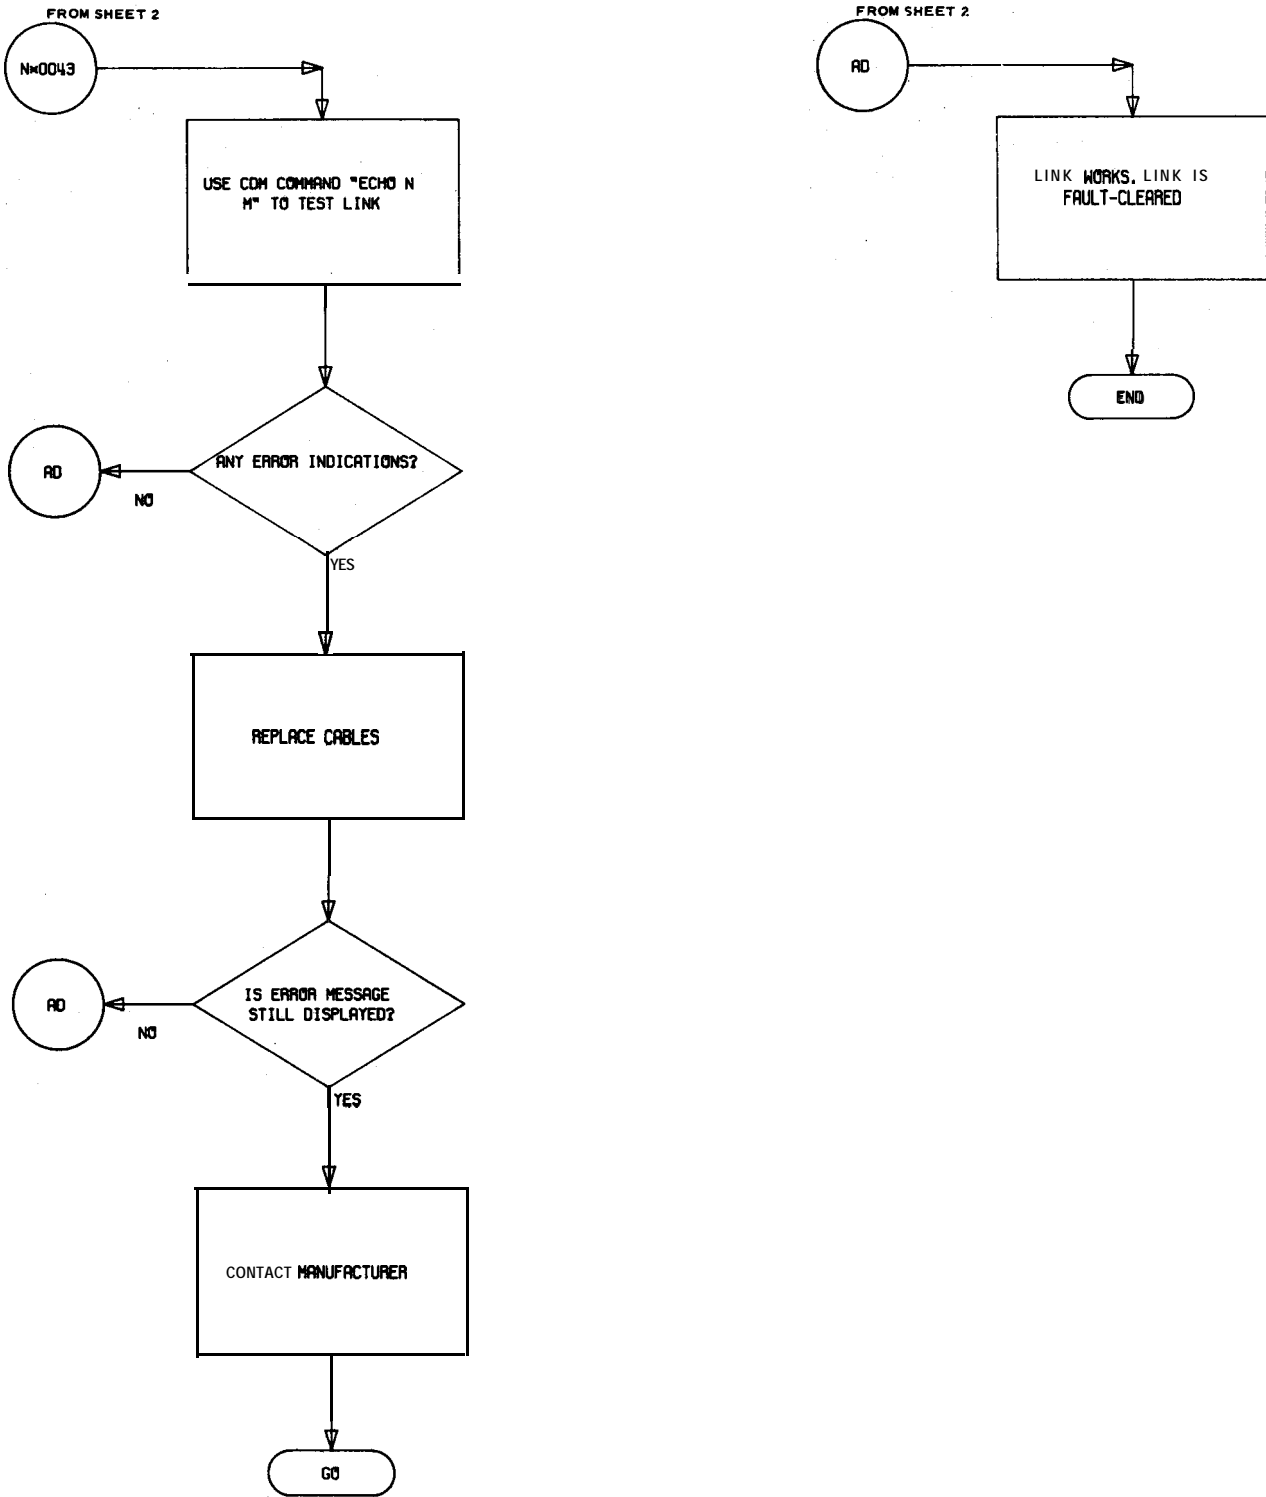 FROM SHEET 2
N*0043
USE CDM COMMAND "ECHO N
M" TO TEST LINK
ANY ERROR INDICATIONS?
AD
NO
YES
REPLACE CABLES
IS ERROR MESSAGE
STILL DISPLAYED?
AD
NO
YES
CONTACT MANUFACTURER
GO
FROM SHEET 2
AD
LINK WORKS. LINK IS
FAULT-CLEARED
END